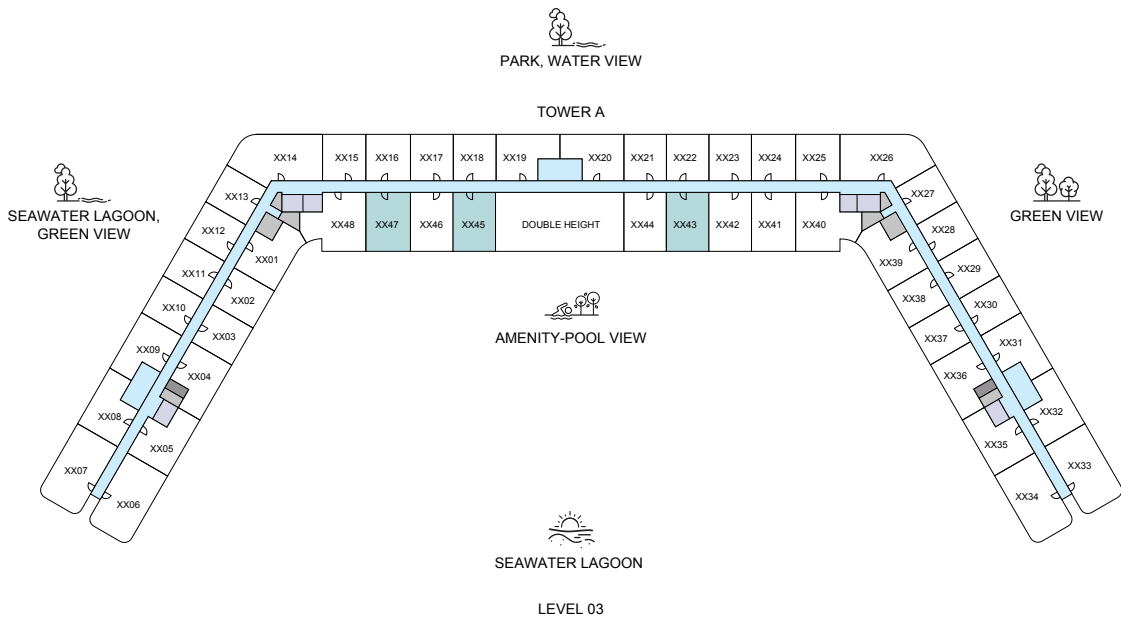 PARK, WATER VIEW
TOWER A
XX14 XX15 XX16 XX17 XX18 XX19 XX20 XX21 XX22 XX23 XX24 XX25 XX26
SEAWATER LAGOON,
GREEN VIEW
XX13
XX27
GREEN VIEW
XX48 XX47 XX46 XX45 DOUBLE HEIGHT XX44 XX43 XX42 XX41 XX40
XX12
XX28
XX01
XX39
XX11
XX29
XX02
XX38
XX10
XX30
XX03
XX37
AMENITY-POOL VIEW
XX09
XX31
XX04
XX36
XX08
XX32
XX05
XX35
XX07
XX33
XX06
XX34
SEAWATER LAGOON
LEVEL 03